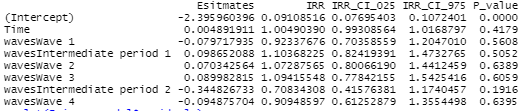 Esitmates IRR IRR_CI_025 IRR_CI_975 P_value
(Intercept) -2.395960396 0.09108516 0.07695403 0.1072401 0.0000
Time 0.004891911 1.00490390 0.99308564 1.0168797 0.4179
wavesWave 1 -0.079717935 0.92337676 0.70358559 1.2047010 0.5608
wavesIntermediate period 1 0.098652088 1.10368225 0.82419391 1.4732765 0.5052
wavesWave 2 0.070342564 1.07287565 0.80066190 1.4412459 0.6389
wavesWave 3 0.089982815 1.09415548 0.77842155 1.5425416 0.6059
wavesIntermediate period 2 -0.344826733 0.70834308 0.41576381 1.1740457 0.1916
wavesWave 4 -0.094875704 0.90948597 0.61252879 1.3554498 0.6396